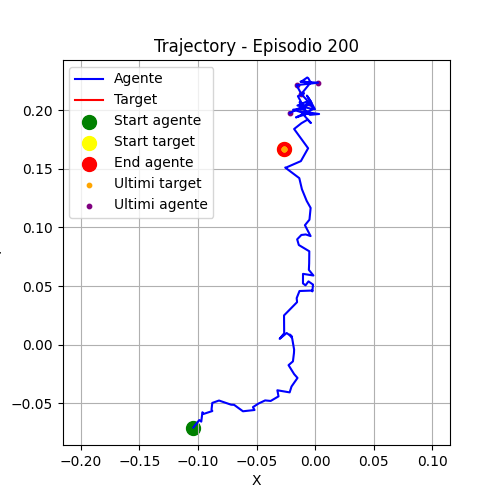 Trajectory - Episodio 200
Agente
Target
Start agente
Start target
End agente
Ultimi target
Ultimi agente
0.20
0.15
0.10
0.05
0.00
−0.05
−0.20 −0.15 −0.10 −0.05 0.00 0.05 0.10
X